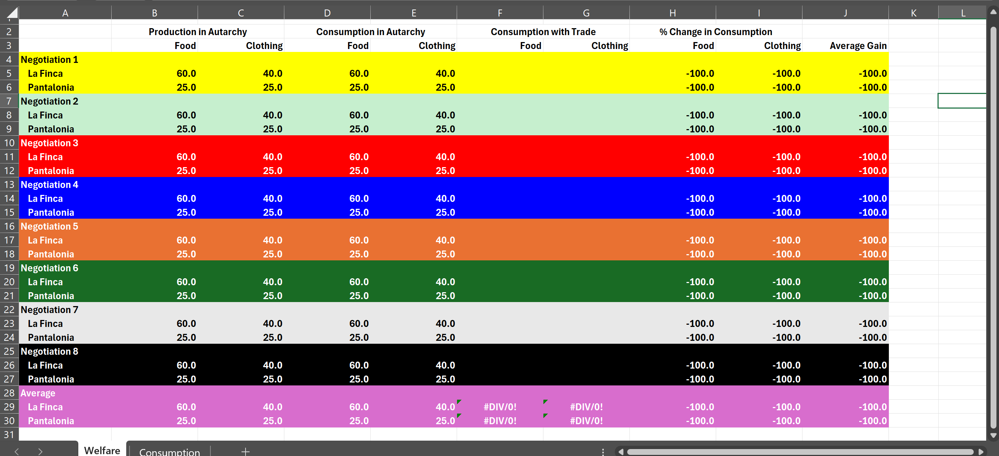 A B C D E F G H I J K L
2 Production in Autarchy Consumption in Autarchy Consumption with Trade % Change in Consumption
3 Food Clothing Food Clothing Food Clothing Food Clothing Average Gain
4 Negotiation 1
5 La Finca 60.0 40.0 60.0 40.0 -100.0 -100.0 -100.0
6 Pantalonia 25.0 25.0 25.0 25.0 -100.0 -100.0 -100.0
7 Negotiation 2
8 La Finca 60.0 40.0 60.0 40.0 -100.0 -100.0 -100.0
9 Pantalonia 25.0 25.0 25.0 25.0 -100.0 -100.0 -100.0
10 Negotiation 3
11 La Finca 60.0 40.0 60.0 40.0 -100.0 -100.0 -100.0
12 Pantalonia 25.0 25.0 25.0 25.0 -100.0 -100.0 -100.0
13 Negotiation 4
14 La Finca 60.0 40.0 60.0 40.0 -100.0 -100.0 -100.0
15 Pantalonia 25.0 25.0 25.0 25.0 -100.0 -100.0 -100.0
16 Negotiation 5
17 La Finca 60.0 40.0 60.0 40.0 -100.0 -100.0 -100.0
18 Pantalonia 25.0 25.0 25.0 25.0 -100.0 -100.0 -100.0
19 Negotiation 6
20 La Finca 60.0 40.0 60.0 40.0 -100.0 -100.0 -100.0
21 Pantalonia 25.0 25.0 25.0 25.0 -100.0 -100.0 -100.0
22 Negotiation 7
23 La Finca 60.0 40.0 60.0 40.0 -100.0 -100.0 -100.0
24 Pantalonia 25.0 25.0 25.0 25.0 -100.0 -100.0 -100.0
25 Negotiation 8
26 La Finca 60.0 40.0 60.0 40.0 -100.0 -100.0 -100.0
27 Pantalonia 25.0 25.0 25.0 25.0 -100.0 -100.0 -100.0
28 Average
29 La Finca 60.0 40.0 60.0 40.0 #DIV/0! #DIV/0! -100.0 -100.0 -100.0
30 Pantalonia 25.0 25.0 25.0 25.0 #DIV/0! #DIV/0! -100.0 -100.0 -100.0
31
Welfare Consumption